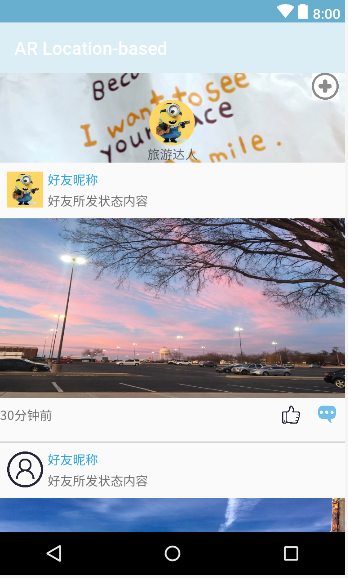 8:00
AR Location-based
Beca
I want to see
your face
smile.
旅游达人
好友昵称
好友所发状态内容
30分钟前
好友昵称
好友所发状态内容